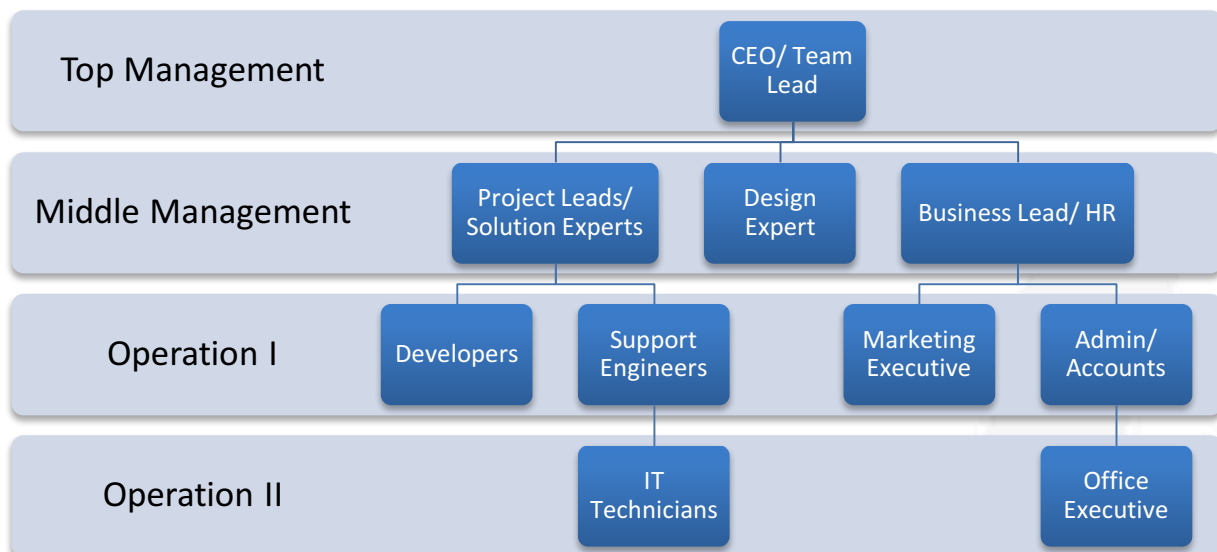 Top Management
CEO/ Team
Lead
Middle Management
Project Leads/
Solution Experts
Design
Expert
Business Lead/ HR
Operation I
Developers
Support
Engineers
Marketing
Executive
Admin/
Accounts
Operation II
IT
Technicians
Office
Executive